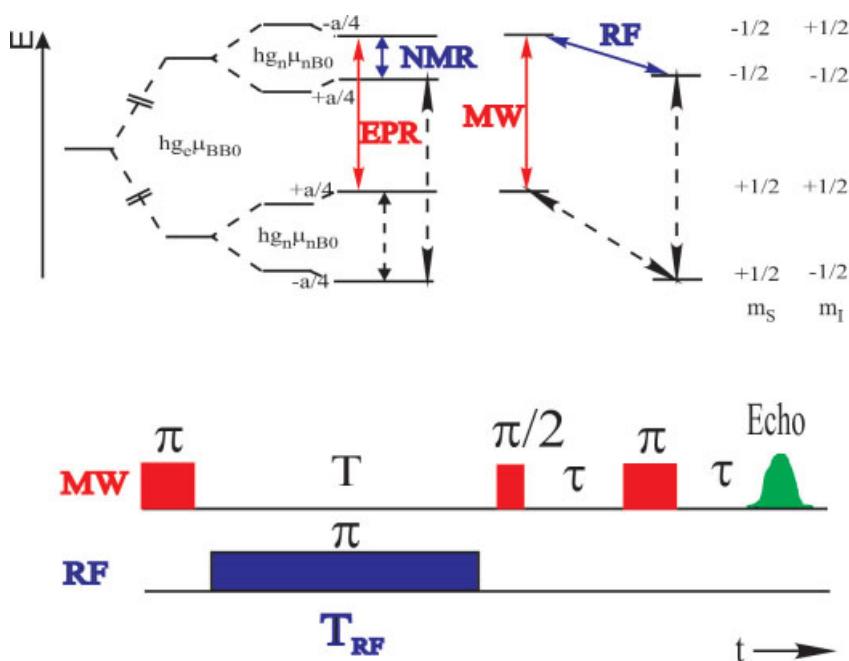 E
-a/4
hgₙμₙB0
+a/4
NMR
EPR
hgₑμBB0
+a/4
hgₙμₙB0
-a/4
MW
RF
-1/2 +1/2
-1/2 -1/2
+1/2 +1/2
+1/2 -1/2
mS mI
π π/2 π Echo
MW T τ τ
π
RF
TRF
t